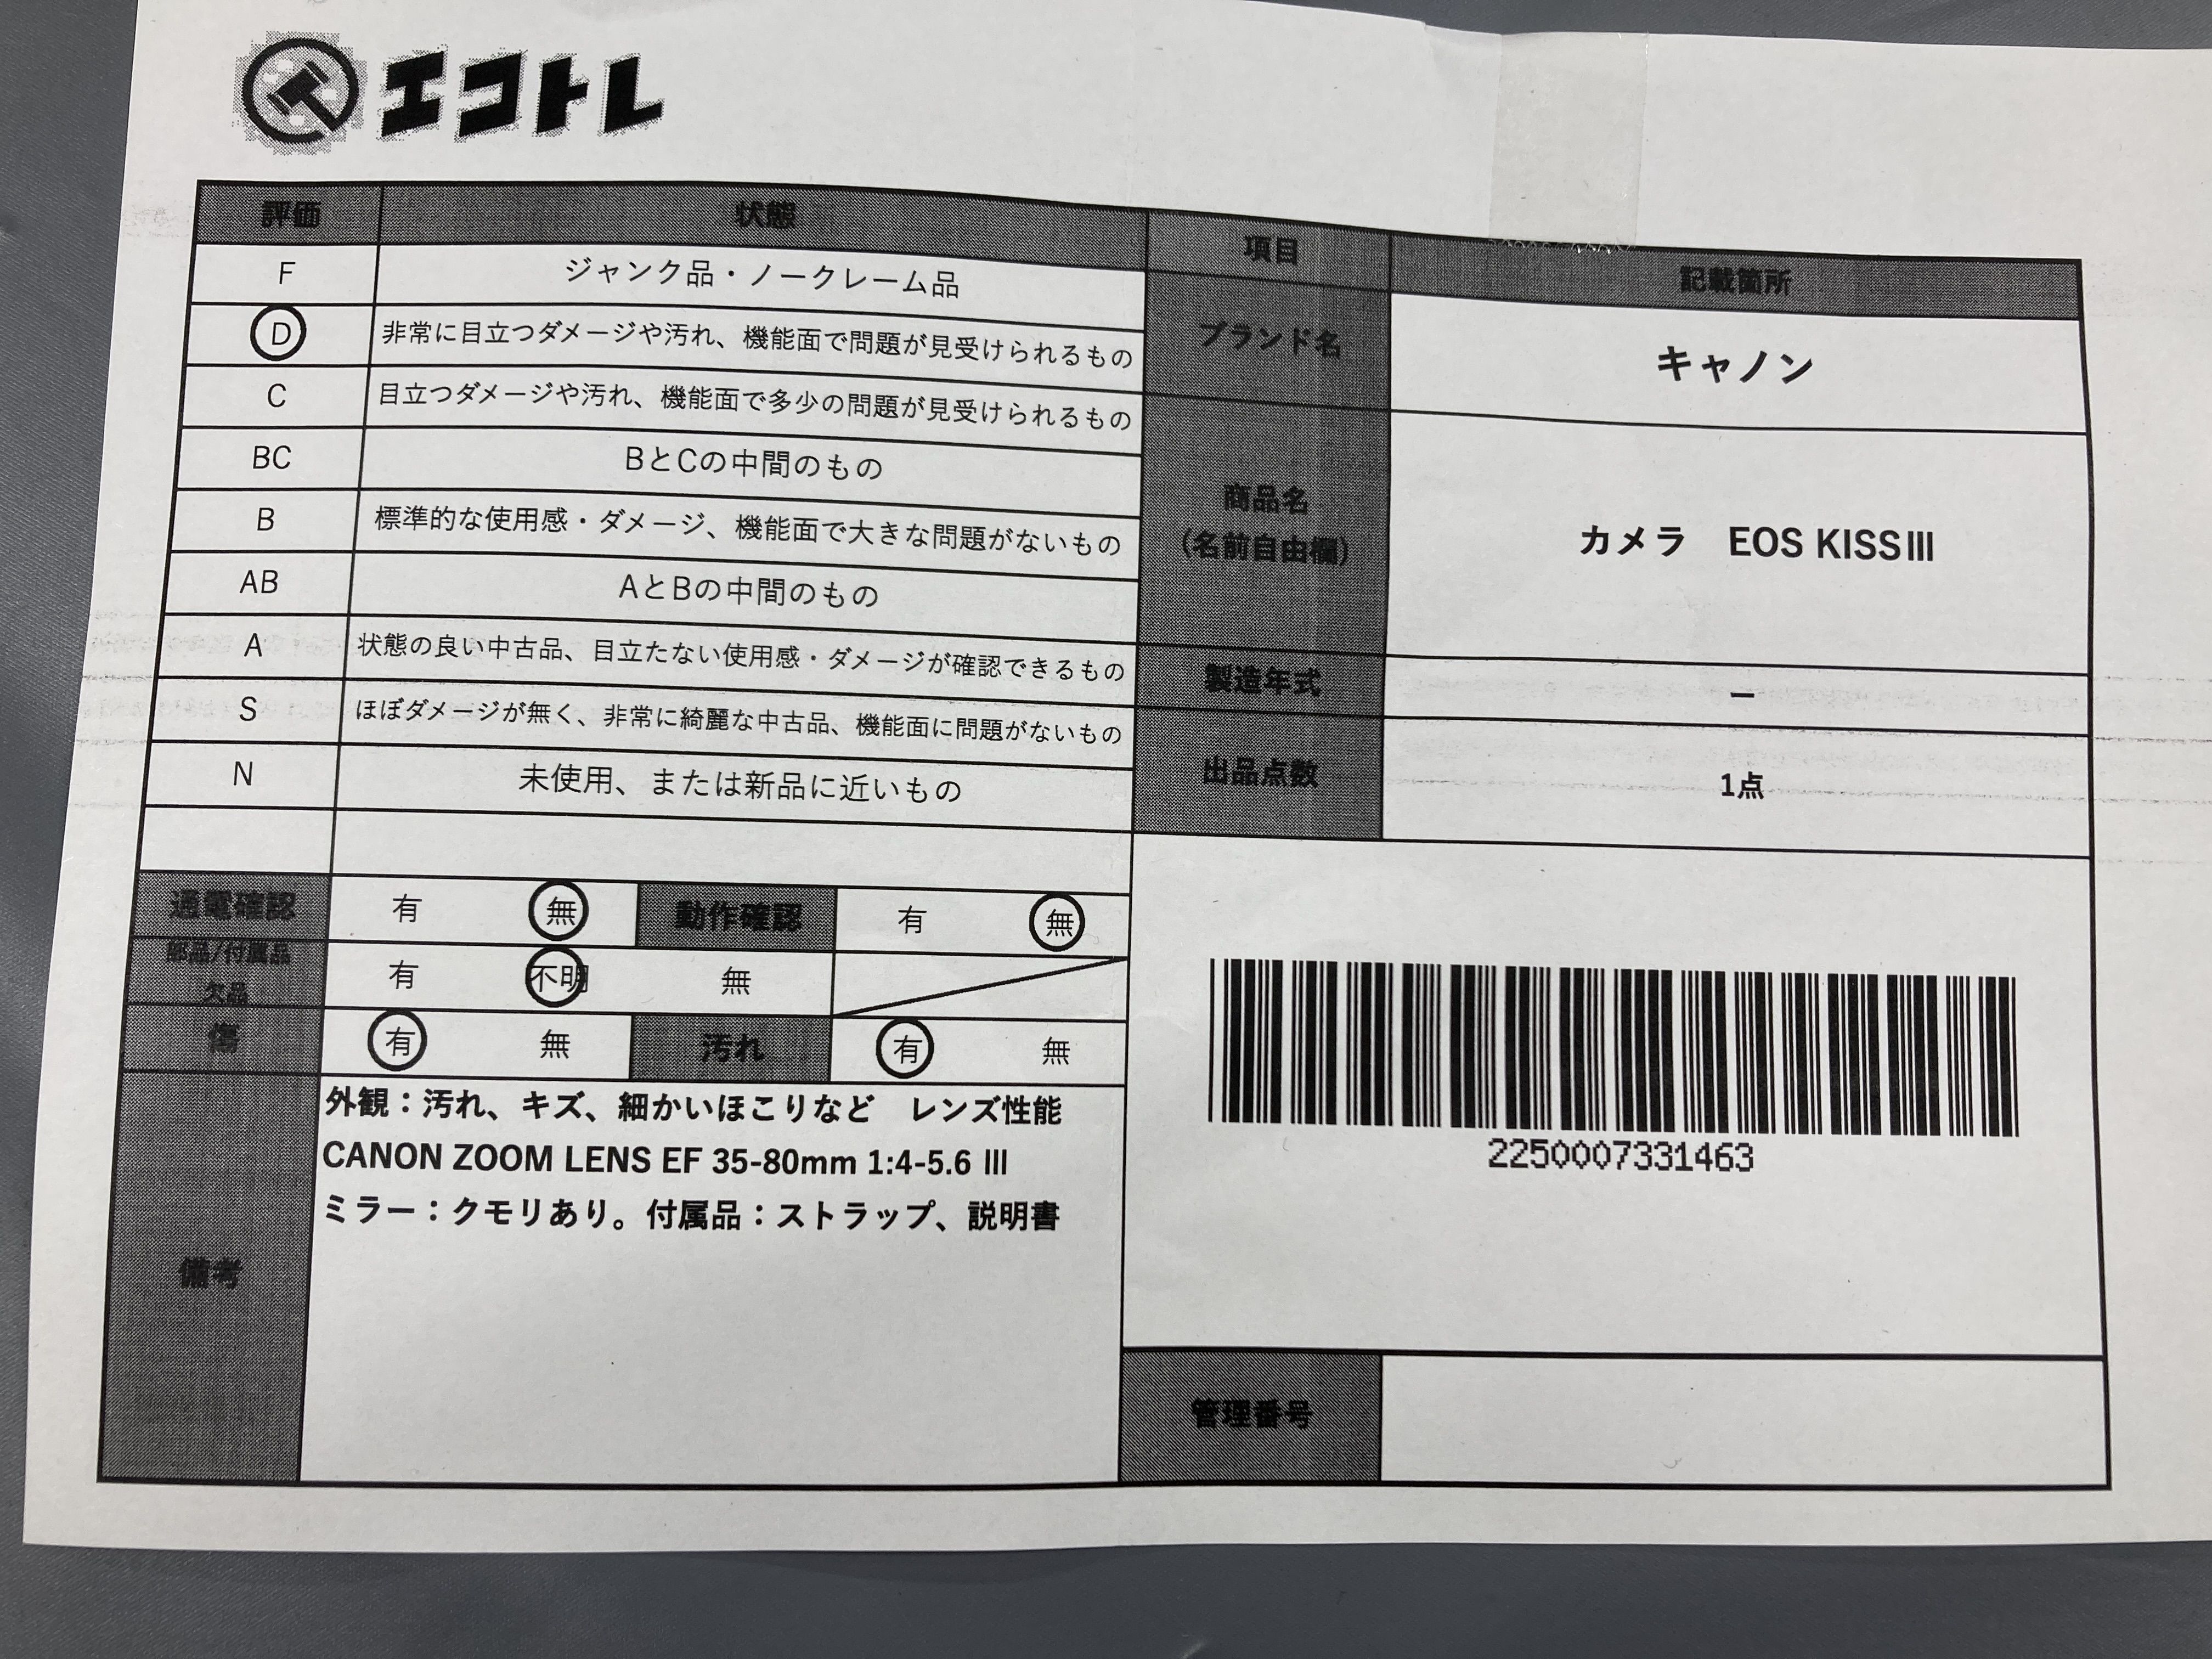 エコトレ
評価 状態
F ジャンク品・ノークレーム品
D 非常に目立つダメージや汚れ、機能面で問題が見受けられるもの
C 目立つダメージや汚れ、機能面で多少の問題が見受けられるもの
BC BとCの中間のもの
B 標準的な使用感・ダメージ、機能面で大きな問題がないもの
AB AとBの中間のもの
A 状態の良い中古品、目立たない使用感・ダメージが確認できるもの
S ほぼダメージが無く、非常に綺麗な中古品、機能面に問題がないもの
N 未使用、または新品に近いもの
通電確認 有 無 動作確認 有 無
部品/付属品
欠品 有 不明 無
傷 有 無 汚れ 有 無
備考
外観：汚れ、キズ、細かいほこりなど　レンズ性能
CANON ZOOM LENS EF 35-80mm 1:4-5.6 Ⅲ
ミラー：クモリあり。付属品：ストラップ、説明書
項目 記載箇所
ブランド名 キャノン
商品名
（名前自由欄） カメラ　EOS KISSⅢ
製造年式 ー
出品点数 1点
2250007331463
管理番号